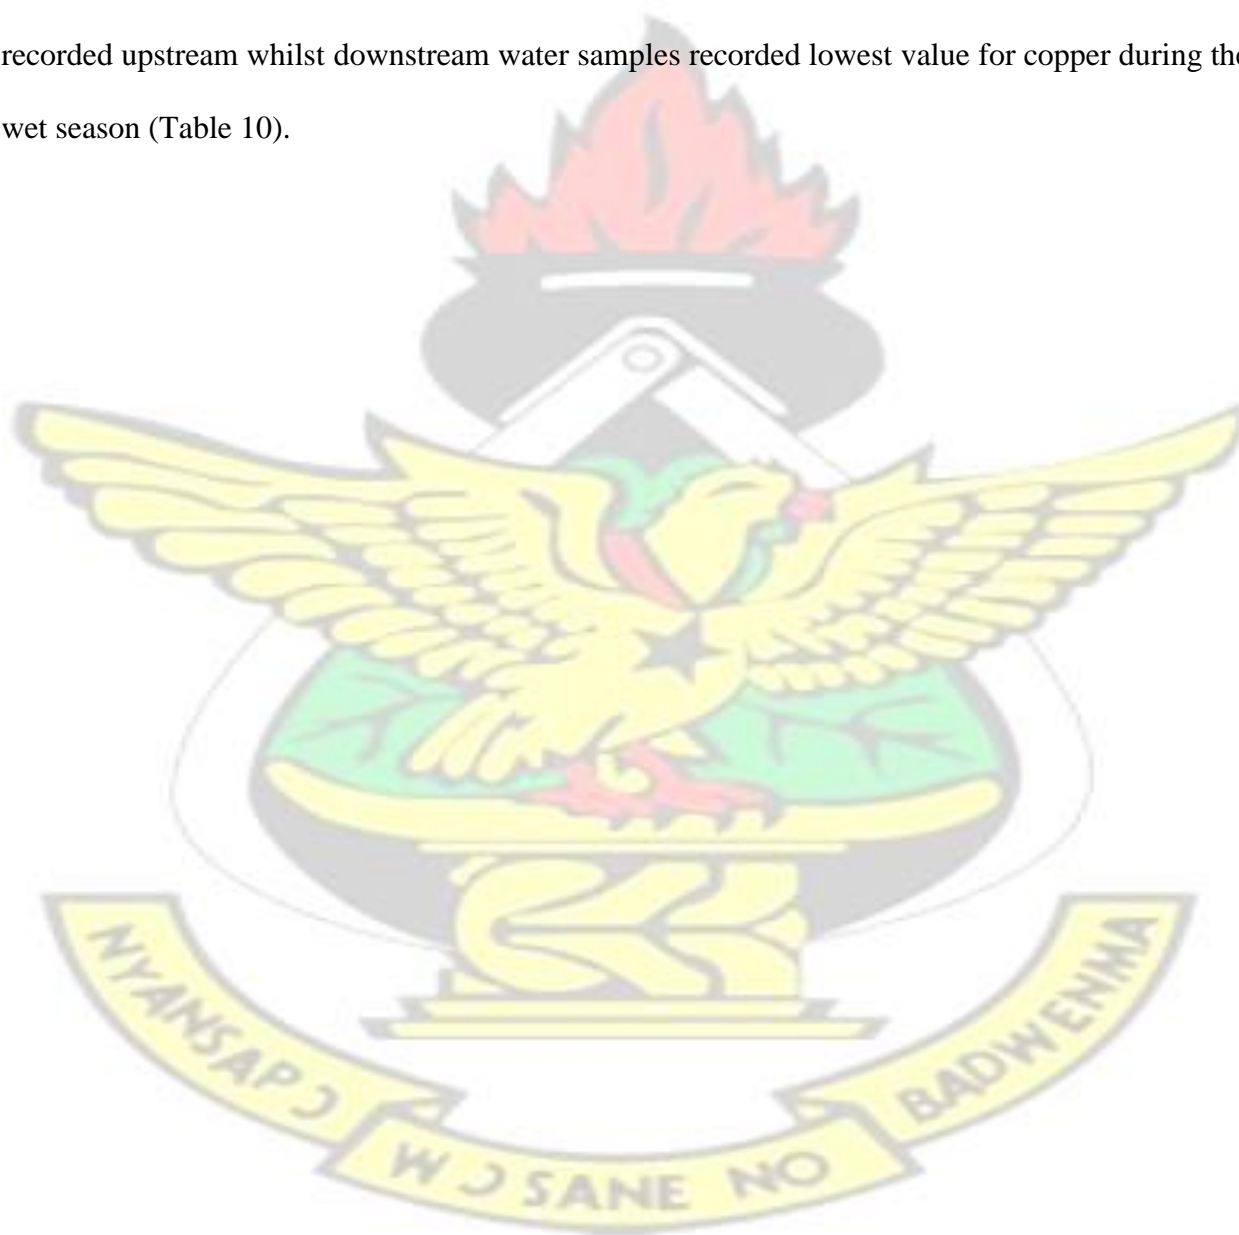 recorded upstream whilst downstream water samples recorded lowest value for copper during the
wet season (Table 10).
NYANSAPƆ
WƆSANE NO
BADWENMA